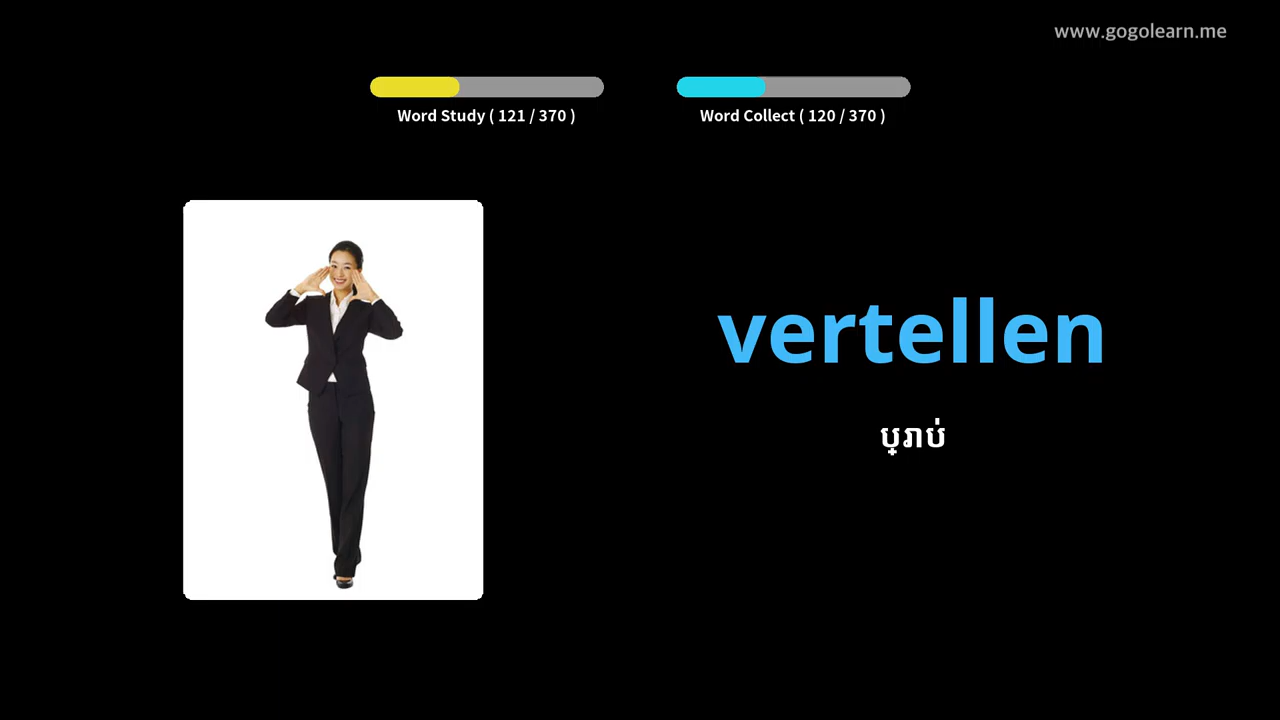 www.gogolearn.me
Word Study ( 121 / 370 )
Word Collect ( 120 / 370 )
vertellen
ប្រាប់